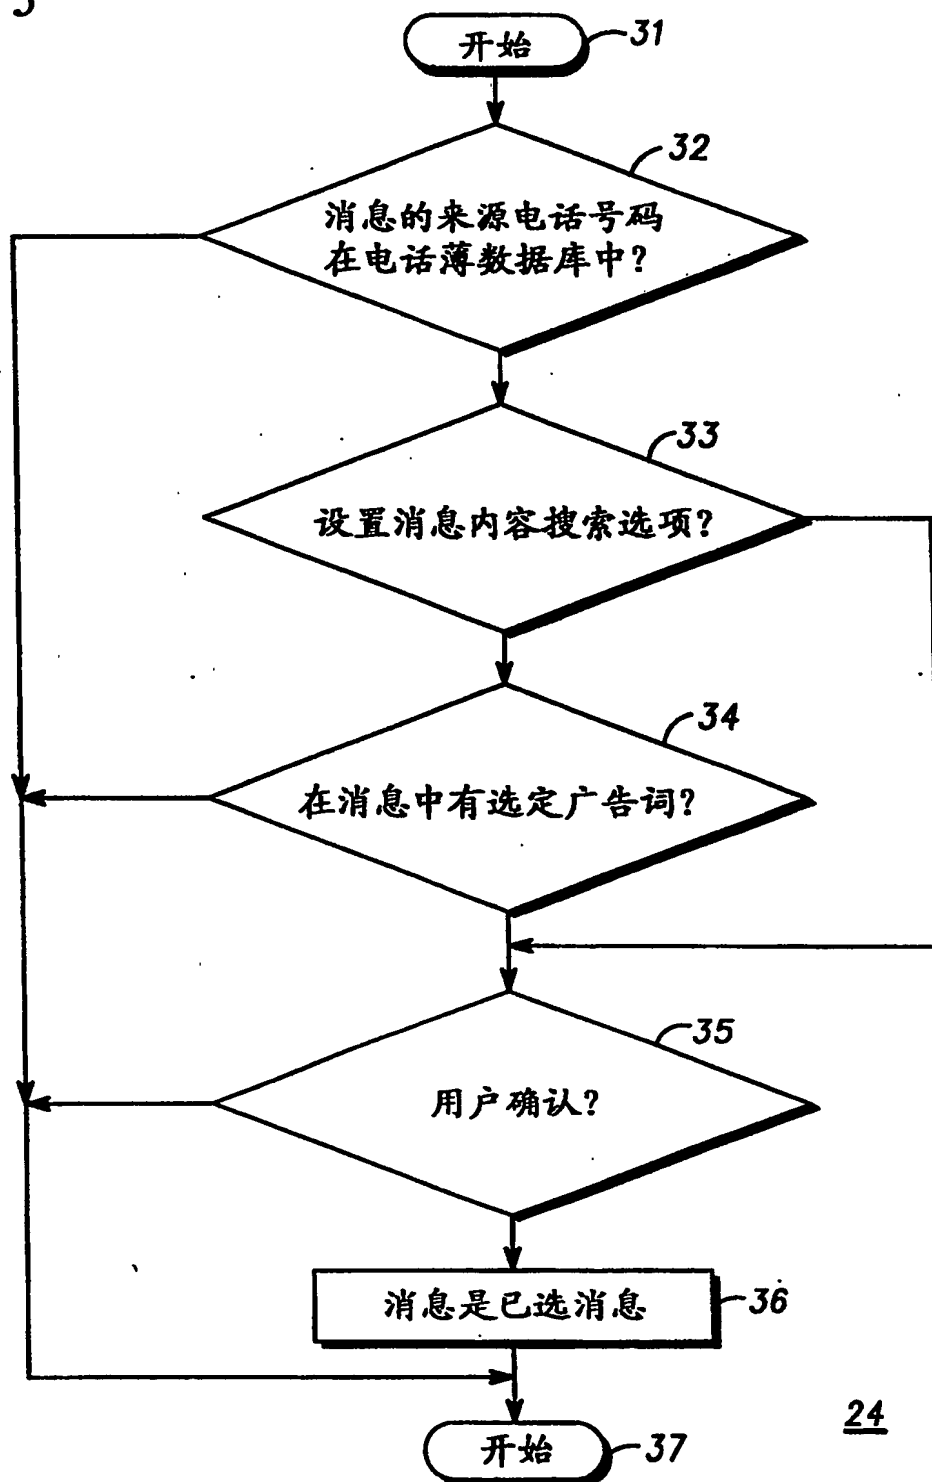 开始
31
32
消息的来源电话号码
在电话薄数据库中?
33
设置消息内容搜索选项?
34
在消息中有选定广告词?
35
用户确认?
消息是已选消息
36
24
开始
37